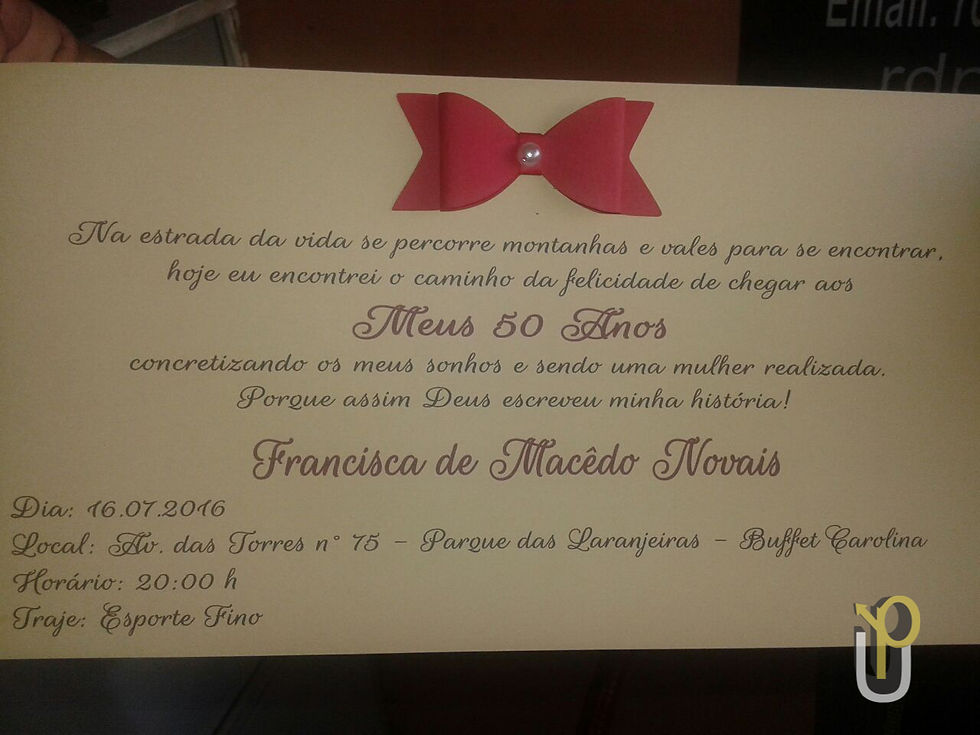 Email: r
rdp
Na estrada da vida se percorre montanhas e vales para se encontrar,
hoje eu encontrei o caminho da felicidade de chegar aos
Meus 50 Anos
concretizando os meus sonhos e sendo uma mulher realizada.
Porque assim Deus escreveu minha história!
Francisca de Macêdo Novais
Dia: 16.07.2016
Local: Av. das Torres n° 75 - Parque das Laranjeiras - Buffet Carolina
Horário: 20:00 h
Traje: Esporte Fino